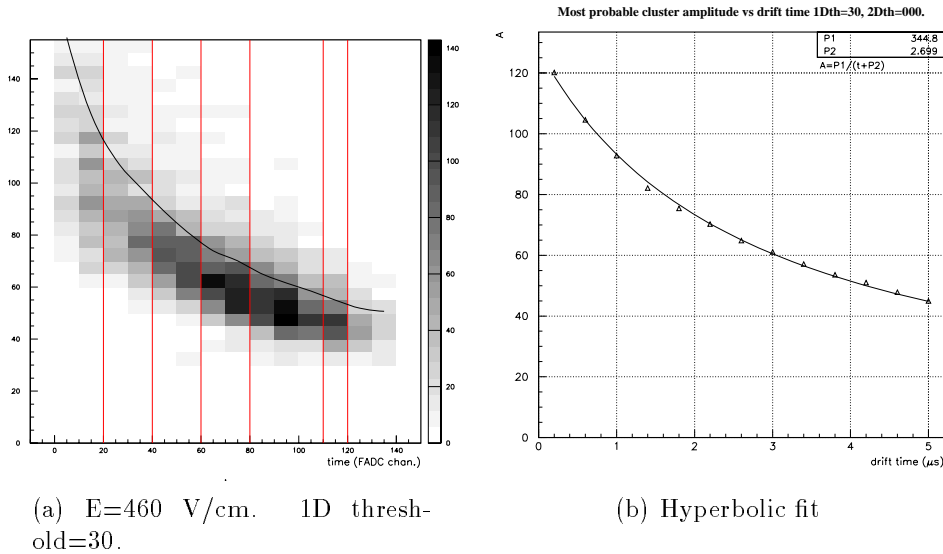 Most probable cluster amplitude vs drift time 1Dth=30, 2Dth=000.
140
120
100
80
60
40
20
0
140
120
100
80
60
40
20
0
0 20 40 60 80 100 120 140
time (FADC chan.)
(a) E=460 V/cm. 1D thresh-
old=30.
A
P1 344.8
P2 2.699
A=P1/(t+P2)
120
100
80
60
40
20
0
0 1 2 3 4 5
drift time (μs)
(b) Hyperbolic fit